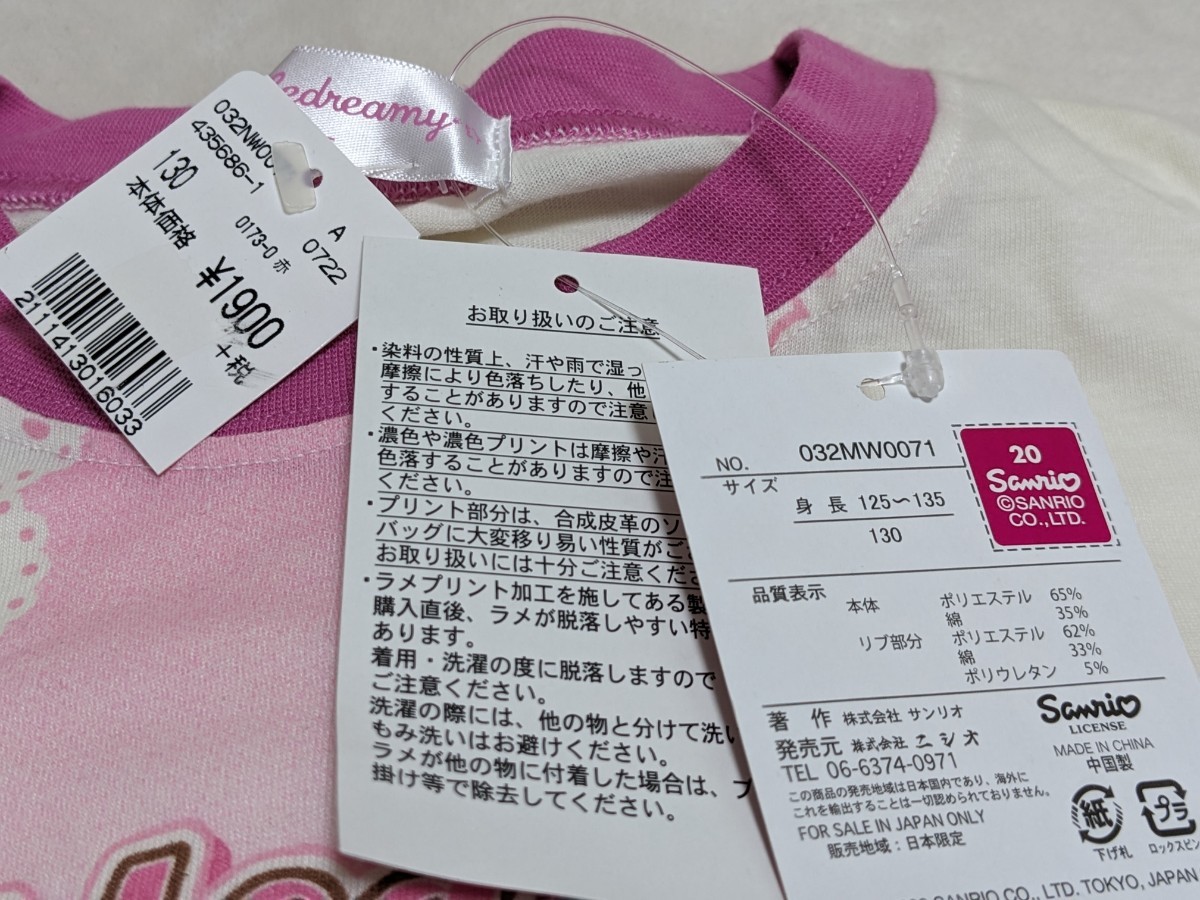 edreamy
032NW00
435686-1
130
A
0173-0 赤
0722
本体価格
¥1900
+税
2111413016033
お取り扱いのご注意
・染料の性質上、汗や雨で湿っ
摩擦により色落ちしたり、他
することがありますので注意
ください。
・濃色や濃色プリントは摩擦や汗
色落することがありますので注
ください。
・プリント部分は、合成皮革のソ
バッグに大変移り易い性質がご
お取り扱いには十分ご注意くださ
・ラメプリント加工を施してある製
購入直後、ラメが脱落しやすい特
あります。
着用・洗濯の度に脱落しますので
ご注意ください。
洗濯の際には、他の物と分けて洗い
もみ洗いはお避けください。
ラメが他の物に付着した場合は、ブ
掛け等で除去してください。
NO. 032MW0071
サイズ
身長 125〜135
130
20
Sanrio
©SANRIO
CO.,LTD.
品質表示
本体 ポリエステル 65%
綿 35%
リブ部分 ポリエステル 62%
綿 33%
ポリウレタン 5%
著作 株式会社 サンリオ
発売元 株式会社 ニシオ
TEL 06-6374-0971
この商品の発売地域は日本国内であり、海外に
これを輸出することは一切認められておりません。
FOR SALE IN JAPAN ONLY
販売地域:日本限定
Sanrio
LICENSE
MADE IN CHINA
中国製
紙
下げ札
プラ
ロックスピン
SANRIO CO., LTD. TOKYO, JAPAN